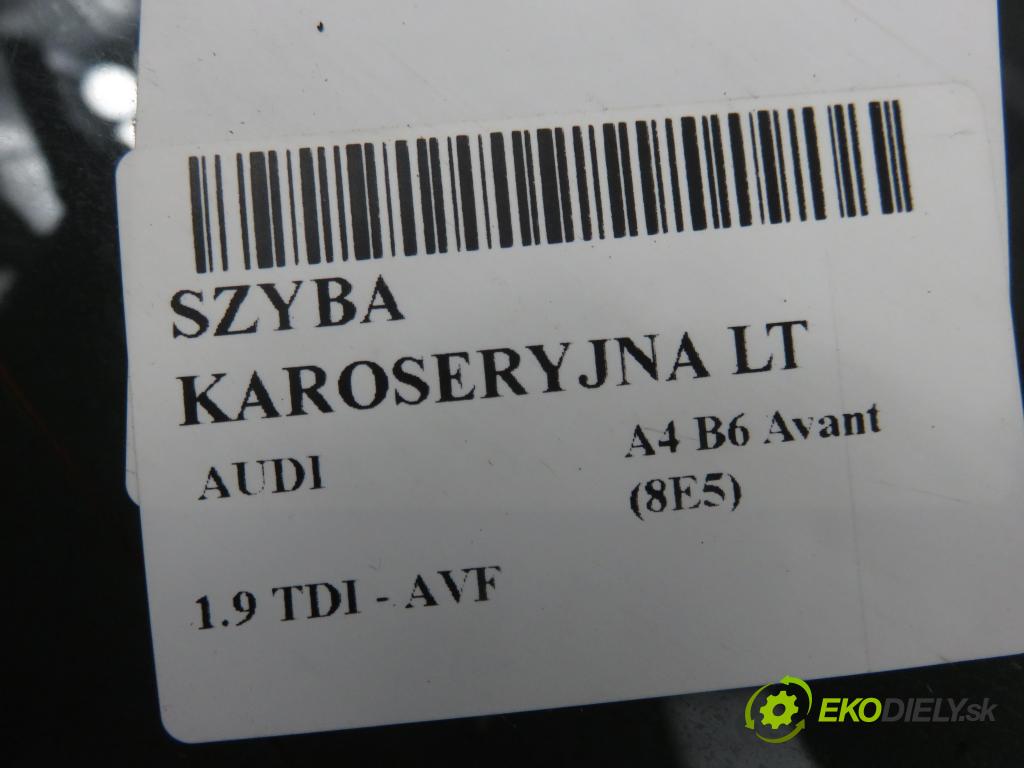 SZYBA
KAROSERYJNA LT
AUDI
A4 B6 Avant
(8E5)
1.9 TDI - AVF
EKODIELY.sk